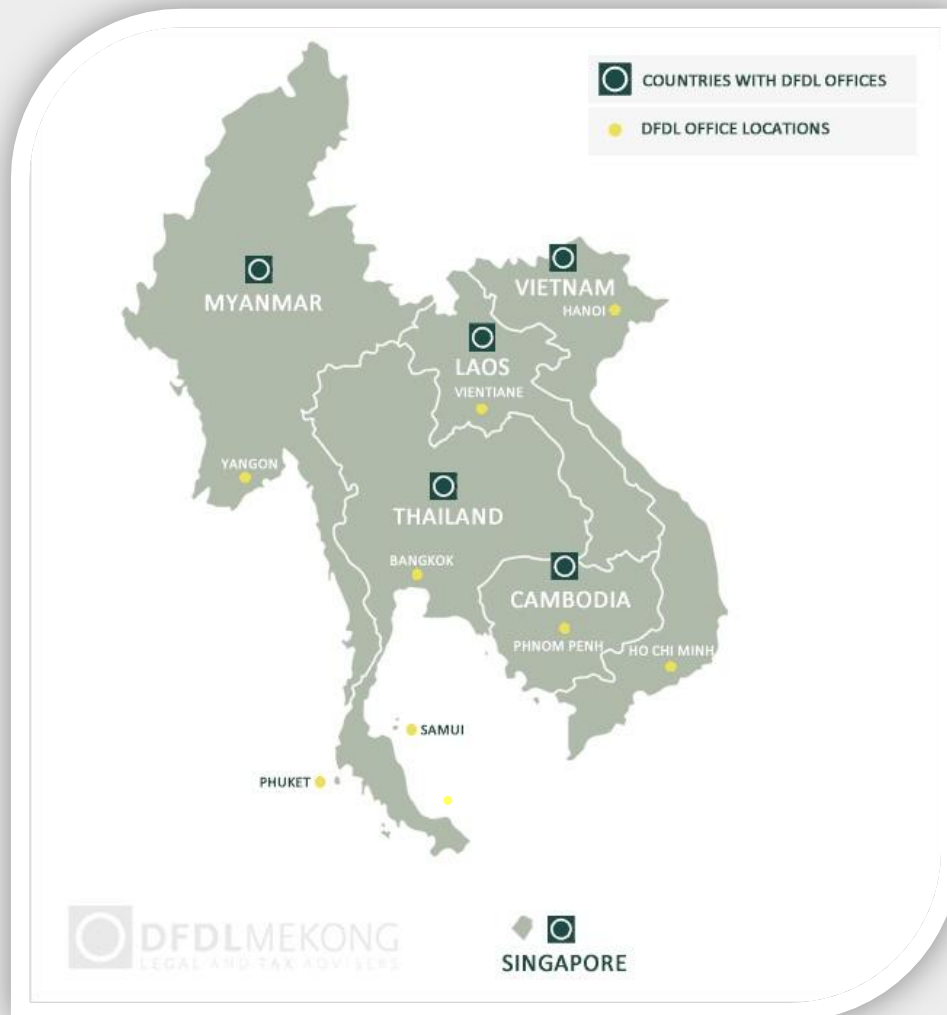 COUNTRIES WITH DFDL OFFICES
DFDL OFFICE LOCATIONS
MYANMAR
VIETNAM
HANOI
LAOS
VIENTIANE
YANGON
THAILAND
BANGKOK
CAMBODIA
PHNOM PENH
HO CHI MINH
SAMUI
PHUKET
DFDLMEKONG
LEGAL AND TAX ADVISERS
SINGAPORE